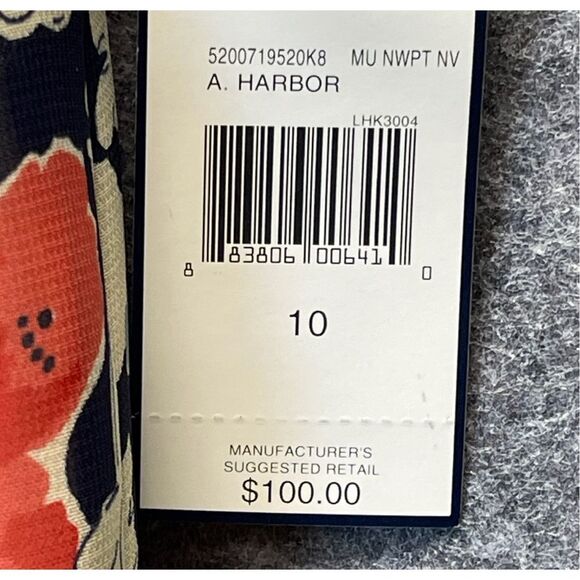 5200719520K8 MU NWPT NV
A. HARBOR
LHK3004
8 83806 00641 0
10
MANUFACTURER'S
SUGGESTED RETAIL
$100.00